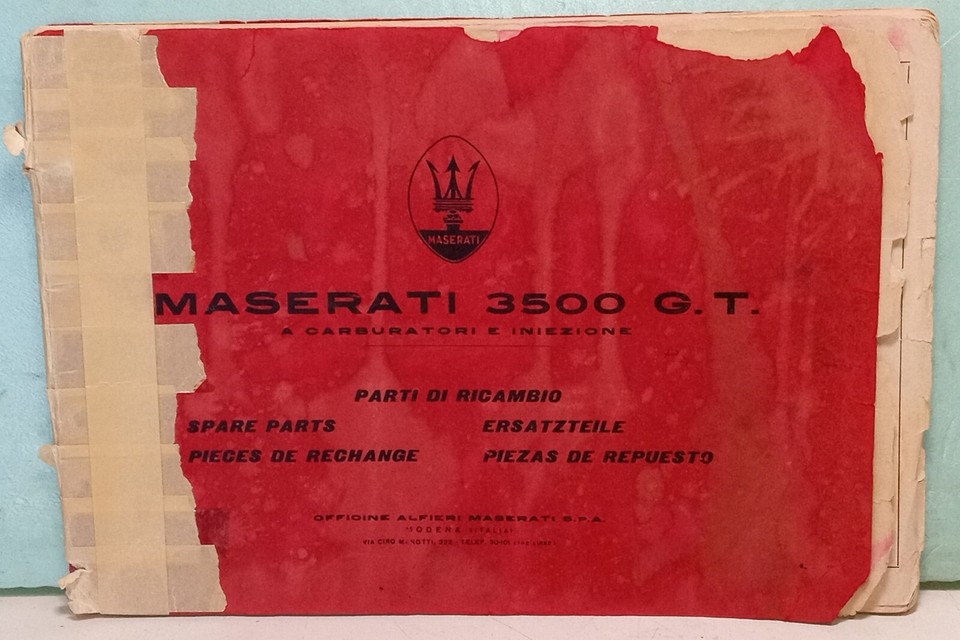 MASERATI
MASERATI 3500 G.T.
A CARBURATORI E INIEZIONE
PARTI DI RICAMBIO
SPARE PARTS
ERSATZTEILE
PIECES DE RECHANGE
PIEZAS DE REPUESTO
OFFICINE ALFIERI MASERATI S.P.A.
MODENA (ITALIA)
VIA CIRO MENOTTI, TELEF.